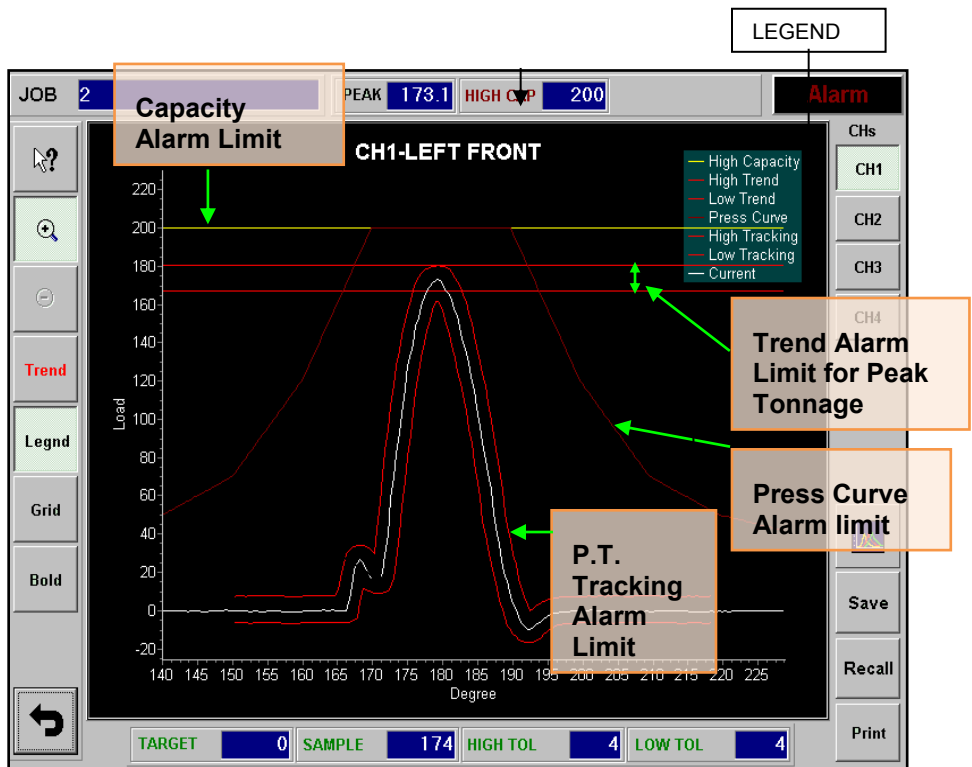 LEGEND
JOB 2
PEAK 173.1 HIGH CAP 200
Alarm
Capacity
Alarm Limit
CH1-LEFT FRONT
High Capacity
High Trend
Low Trend
Press Curve
High Tracking
Low Tracking
Current
CHs
CH1
CH2
CH3
CH4
Trend
Legnd
Grid
Bold
220
200
180
160
140
120
100
80
60
40
20
0
-20
Load
140 145 150 155 160 165 170 175 180 185 190 195 200 205 210 215 220 225
Degree
Trend Alarm
Limit for Peak
Tonnage
Press Curve
Alarm limit
P.T.
Tracking
Alarm
Limit
Save
Recall
Print
TARGET 0 SAMPLE 174 HIGH TOL 4 LOW TOL 4